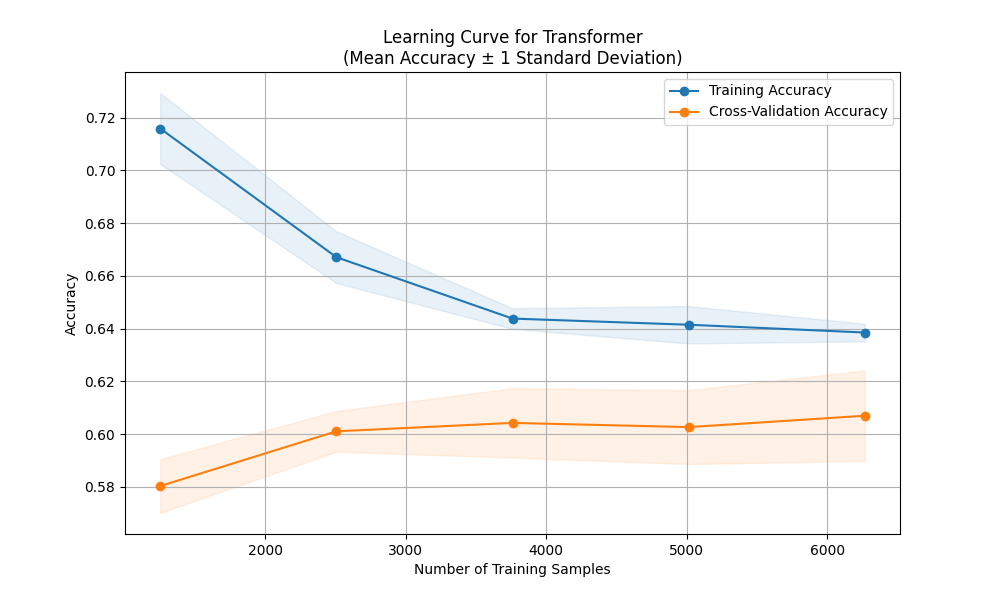 Learning Curve for Transformer
(Mean Accuracy ± 1 Standard Deviation)
Training Accuracy
Cross-Validation Accuracy
Accuracy
0.72
0.70
0.68
0.66
0.64
0.62
0.60
0.58
2000 3000 4000 5000 6000
Number of Training Samples